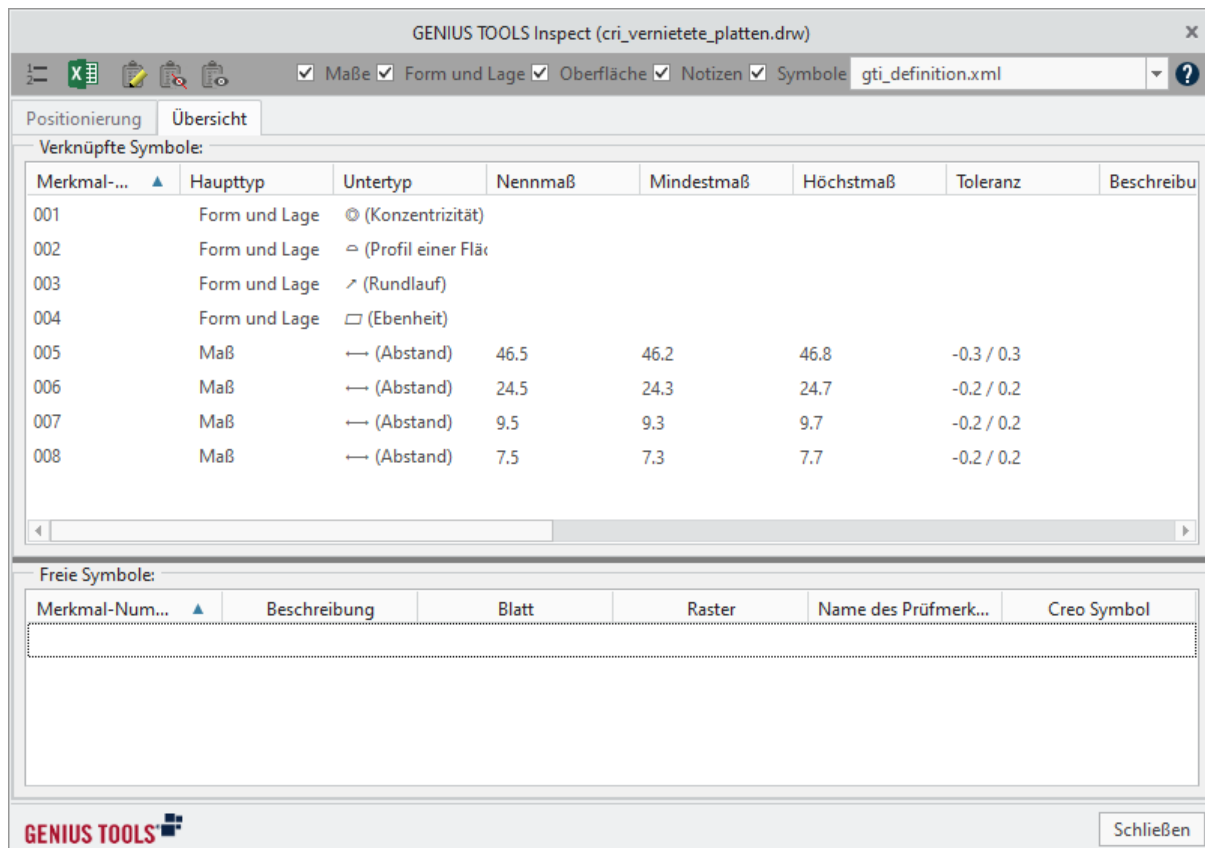 GENIUS TOOLS Inspect (cri_vernietete_platten.drw)
Maße Form und Lage Oberfläche Notizen Symbole gti_definition.xml
Positionierung Übersicht
Verknüpfte Symbole:
Merkmal-... Haupttyp Untertyp Nennmaß Mindestmaß Höchstmaß Toleranz Beschreibu
001 Form und Lage (Konzentrizität)
002 Form und Lage (Profil einer Fläc
003 Form und Lage (Rundlauf)
004 Form und Lage (Ebenheit)
005 Maß (Abstand) 46.5 46.2 46.8 -0.3 / 0.3
006 Maß (Abstand) 24.5 24.3 24.7 -0.2 / 0.2
007 Maß (Abstand) 9.5 9.3 9.7 -0.2 / 0.2
008 Maß (Abstand) 7.5 7.3 7.7 -0.2 / 0.2
Freie Symbole:
Merkmal-Num... Beschreibung Blatt Raster Name des Prüfmerk... Creo Symbol
GENIUS TOOLS Schließen